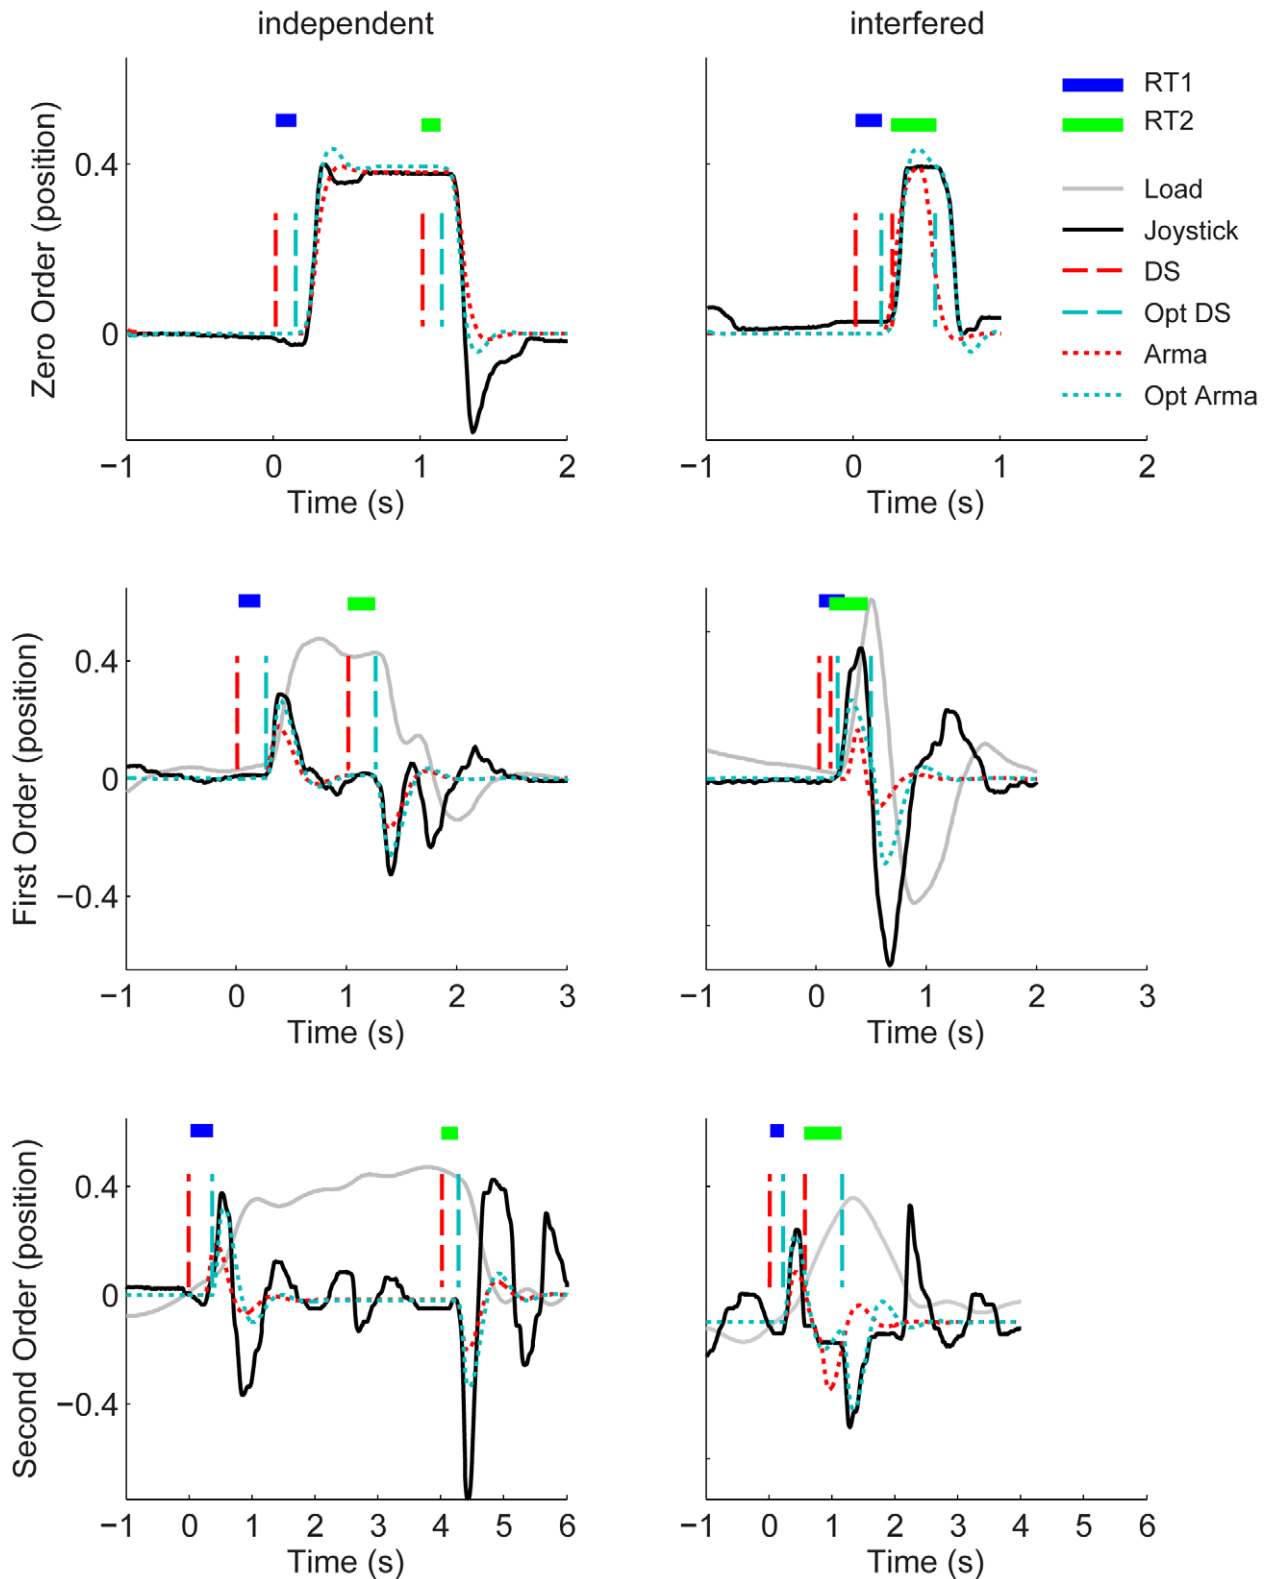 independent
interfered
RT1
RT2
Load
Joystick
DS
Opt DS
Arma
Opt Arma
Zero Order (position)
0.4
0
−1 0 1 2
Time (s)
−1 0 1 2
Time (s)
First Order (position)
0.4
0
−0.4
−1 0 1 2 3
Time (s)
−1 0 1 2 3
Time (s)
Second Order (position)
0.4
0
−0.4
−1 0 1 2 3 4 5 6
Time (s)
−1 0 1 2 3 4 5 6
Time (s)